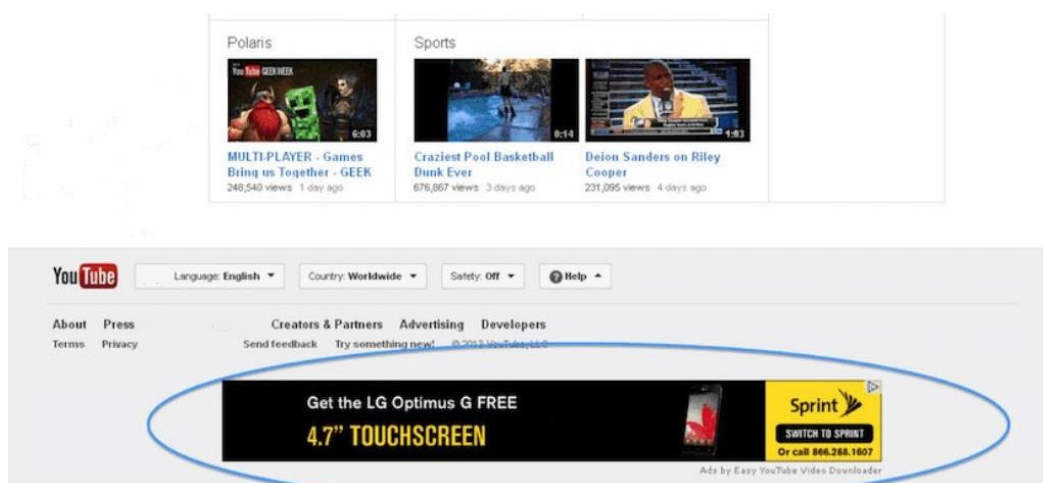 Polaris
Sports
You Tube GEEK WEEK
6:03
0:14
1:03
MULTI-PLAYER - Games
Bring us Together - GEEK
248,540 views 1 day ago
Craziest Pool Basketball
Dunk Ever
676,867 views 3 days ago
Deion Sanders on Riley
Cooper
231,095 views 4 days ago
YouTube
Language: English
Country: Worldwide
Safety: Off
Help
About Press Creators & Partners Advertising Developers
Terms Privacy Send feedback Try something new! © 2013 YouTube, LLC
Get the LG Optimus G FREE
4.7” TOUCHSCREEN
Sprint
SWITCH TO SPRINT
Or call 866.288.1607
Ads by Easy YouTube Video Downloader